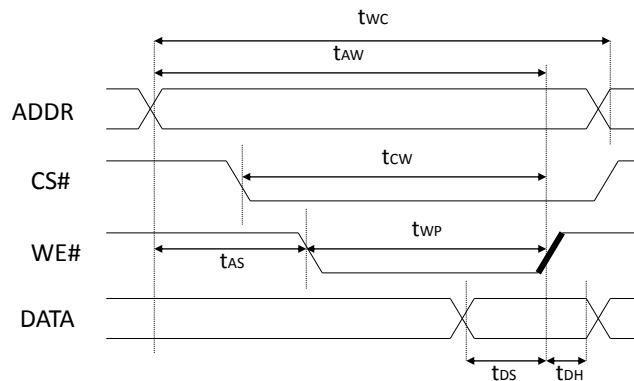 tWC
tAW
ADDR
tCW
CS#
tWP
WE#
tAS
DATA
tDS tDH